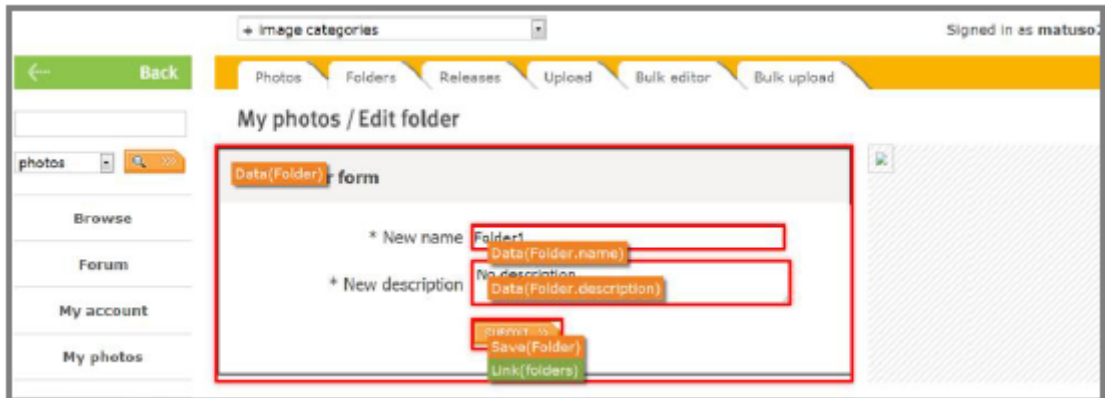 + Image categories
Signed in as matuso
Back
Photos Folders Releases Upload Bulk editor Bulk upload
My photos / Edit folder
photos
Data(Folder) r form
Browse
* New name Folder1
Data(Folder.name)
Forum
* New description No description
Data(Folder.description)
My account
SUBMIT
Save(Folder)
My photos
Link(folders)